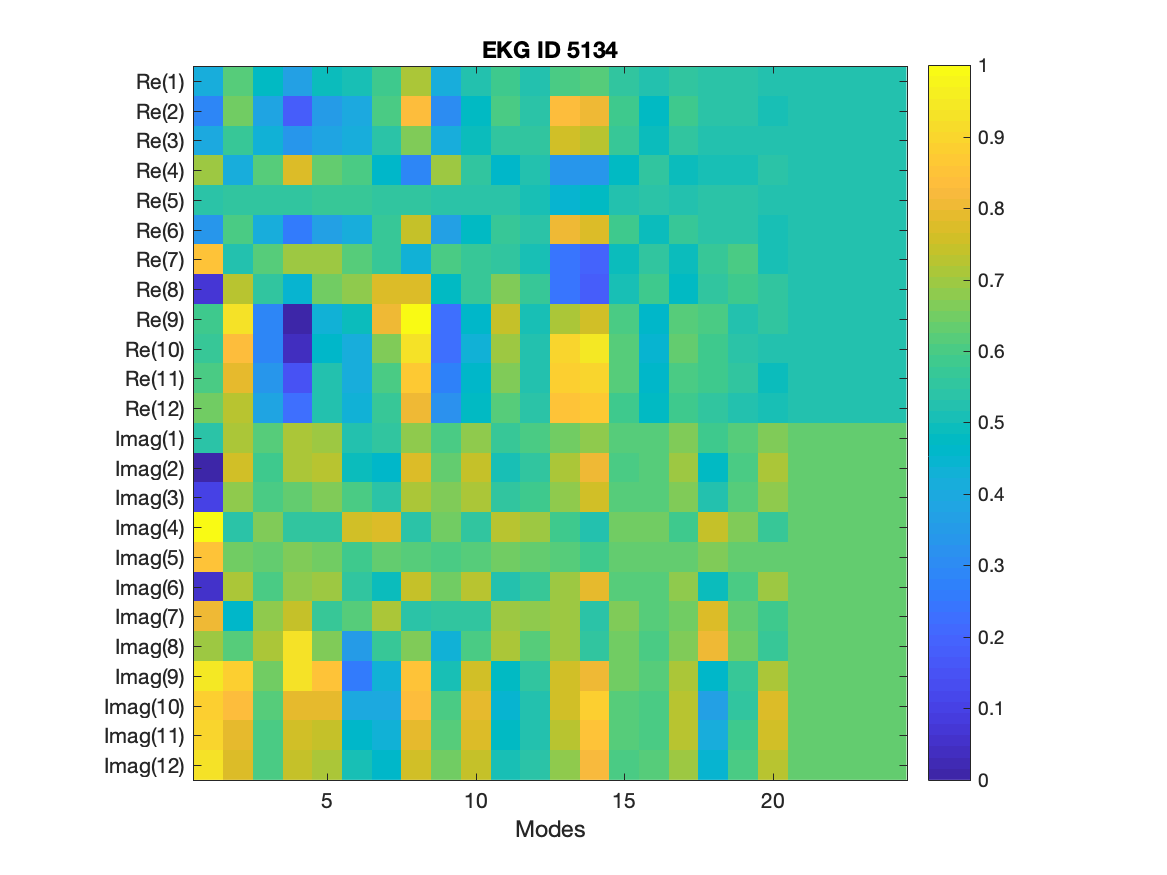 EKG ID 5134
Re(1)
Re(2)
Re(3)
Re(4)
Re(5)
Re(6)
Re(7)
Re(8)
Re(9)
Re(10)
Re(11)
Re(12)
Imag(1)
Imag(2)
Imag(3)
Imag(4)
Imag(5)
Imag(6)
Imag(7)
Imag(8)
Imag(9)
Imag(10)
Imag(11)
Imag(12)
5 10 15 20
Modes
1
0.9
0.8
0.7
0.6
0.5
0.4
0.3
0.2
0.1
0